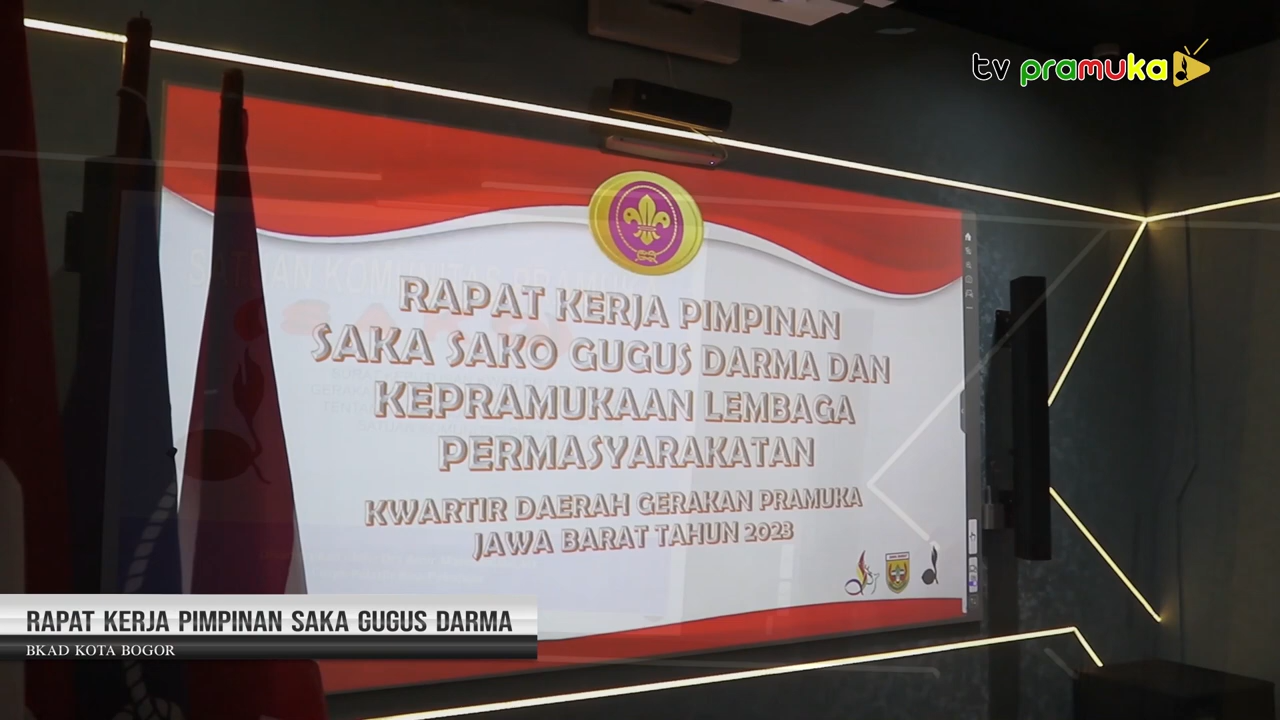 tv pramuka
RAPAT KERJA PIMPINAN
SAKA SAKO GUGUS DARMA DAN
KEPRAMUKAAN LEMBAGA
PERMASYARAKATAN
KWARTIR DAERAH GERAKAN PRAMUKA
JAWA BARAT TAHUN 2023
RAPAT KERJA PIMPINAN SAKA GUGUS DARMA
BKAD KOTA BOGOR